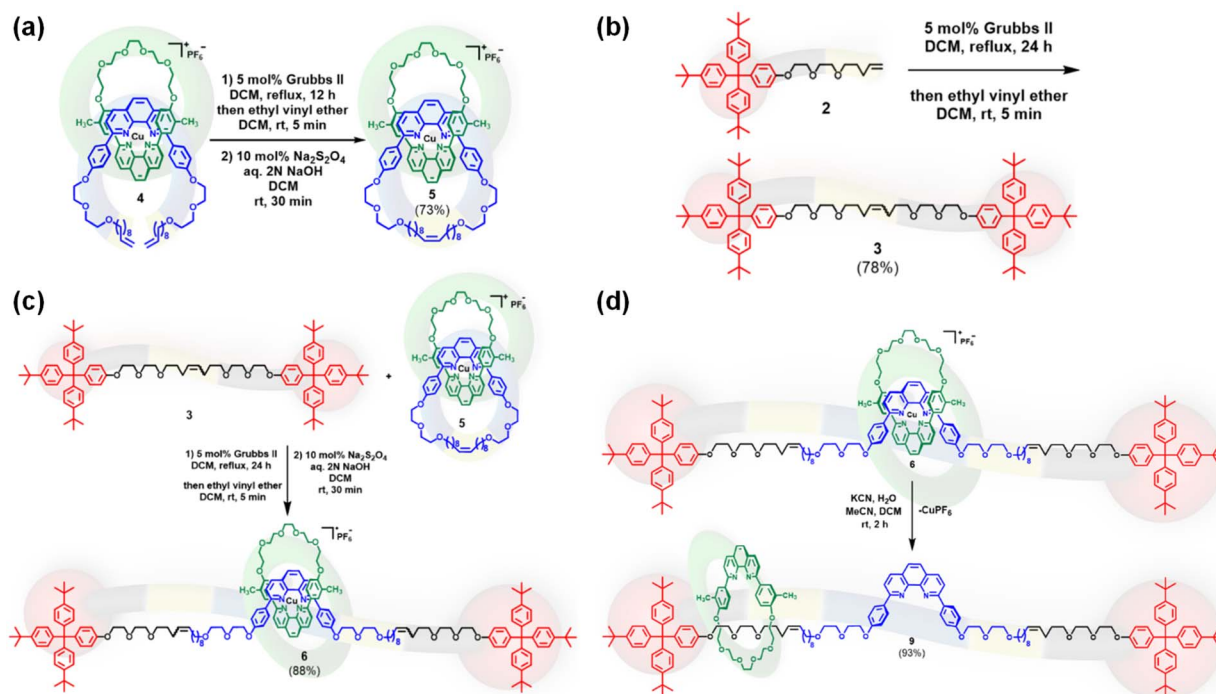 (a)
]⁺ PF₆⁻
H₃C
CH₃
N Cu N
N N
4
8 8
1) 5 mol% Grubbs II
DCM, reflux, 12 h
then ethyl vinyl ether
DCM, rt, 5 min
2) 10 mol% Na₂S₂O₄
aq. 2N NaOH
DCM
rt, 30 min
]⁺ PF₆⁻
H₃C
CH₃
N Cu N
N N
5
(73%)
8 8
(b)
2
5 mol% Grubbs II
DCM, reflux, 24 h
then ethyl vinyl ether
DCM, rt, 5 min
3
(78%)
(c)
3
+
]⁺ PF₆⁻
H₃C
CH₃
N Cu N
N N
5
8 8
1) 5 mol% Grubbs II
DCM, reflux, 24 h
then ethyl vinyl ether
DCM, rt, 5 min
2) 10 mol% Na₂S₂O₄
aq. 2N NaOH
DCM
rt, 30 min
]⁺ PF₆⁻
H₃C
CH₃
N Cu N
N N
8 8
6
(88%)
(d)
]⁺ PF₆⁻
H₃C
CH₃
N Cu N
N N
8 8
6
KCN, H₂O
MeCN, DCM
rt, 2 h
-CuPF₆
CH₃
CH₃
N N
N N
8 8
9
(93%)